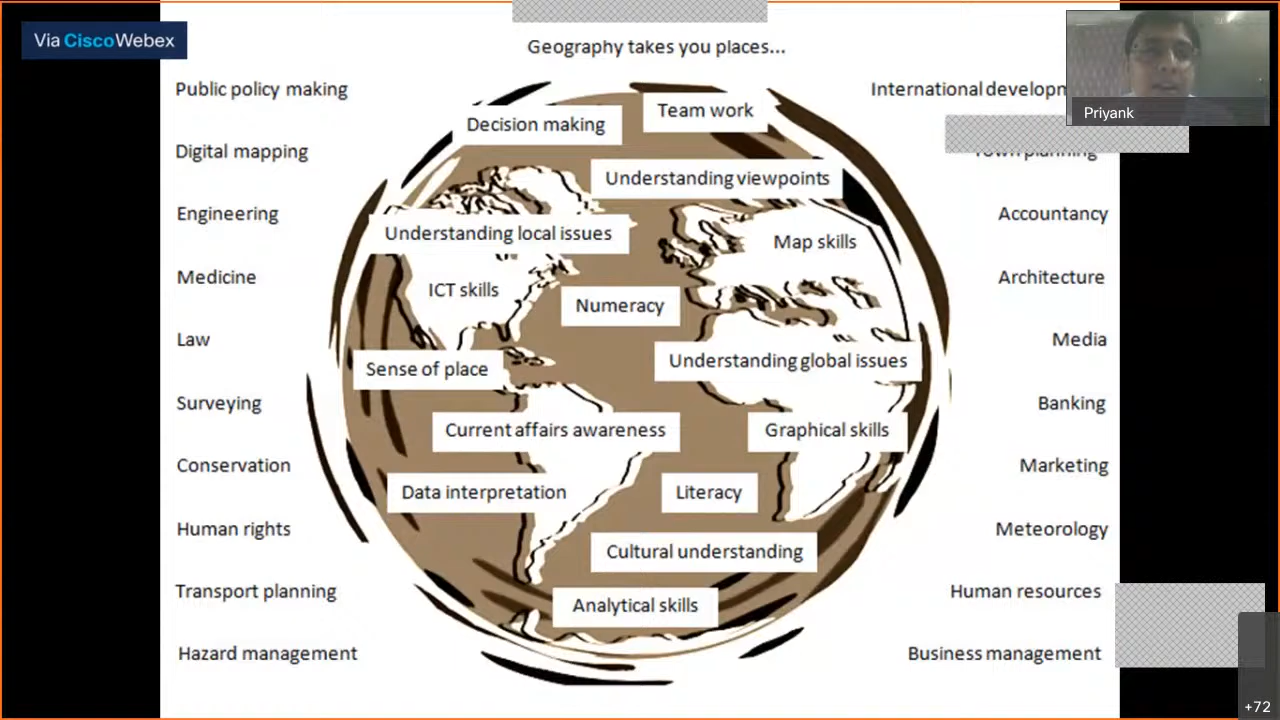 Via CiscoWebex
Geography takes you places...
Priyank
Public policy making
Digital mapping
Engineering
Medicine
Law
Surveying
Conservation
Human rights
Transport planning
Hazard management
Decision making
Team work
Understanding viewpoints
Understanding local issues
Map skills
ICT skills
Numeracy
Sense of place
Understanding global issues
Current affairs awareness
Graphical skills
Data interpretation
Literacy
Cultural understanding
Analytical skills
International
Accountancy
Architecture
Media
Banking
Marketing
Meteorology
Human resources
Business management
+72